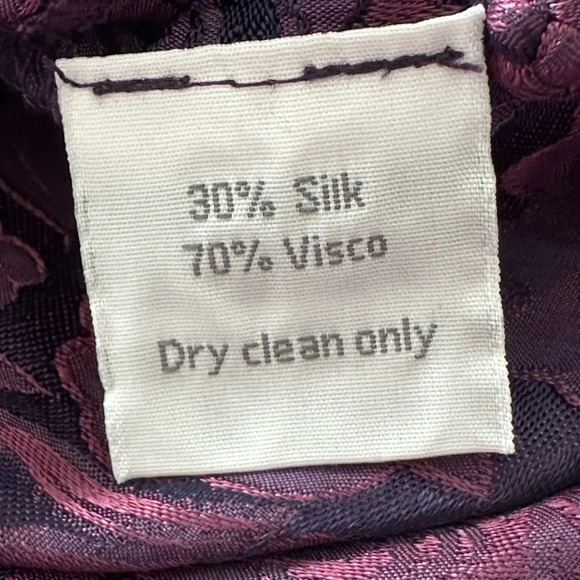 30% Silk
70% Visco
Dry clean only